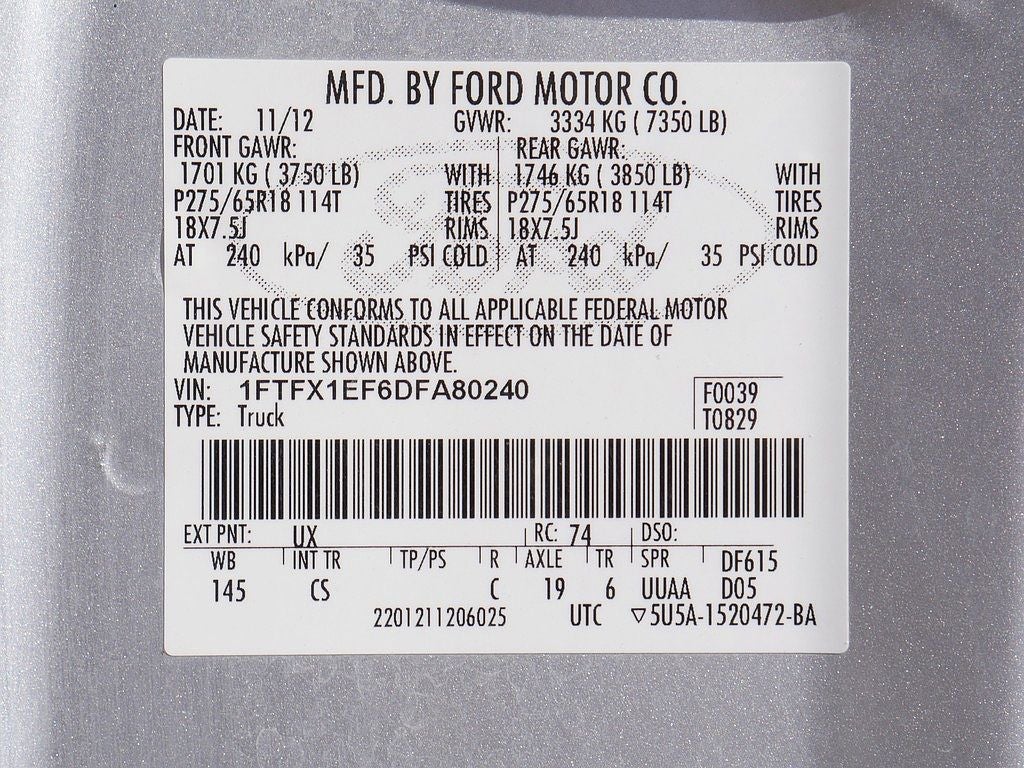 MFD. BY FORD MOTOR CO.
DATE: 11/12 GVWR: 3334 KG ( 7350 LB)
FRONT GAWR: REAR GAWR:
1701 KG ( 3750 LB) WITH 1746 KG ( 3850 LB) WITH
P275/65R18 114T TIRES P275/65R18 114T TIRES
18X7.5J RIMS 18X7.5J RIMS
AT 240 kPa/ 35 PSI COLD AT 240 kPa/ 35 PSI COLD
Ford
THIS VEHICLE CONFORMS TO ALL APPLICABLE FEDERAL MOTOR
VEHICLE SAFETY STANDARDS IN EFFECT ON THE DATE OF
MANUFACTURE SHOWN ABOVE.
VIN: 1FTFX1EF6DFA80240 F0039
TYPE: Truck T0829
EXT PNT: UX RC: 74 DSO:
WB INT TR TP/PS R AXLE TR SPR DF615
145 CS C 19 6 UUAA D05
2201211206025 UTC ▽5U5A-1520472-BA